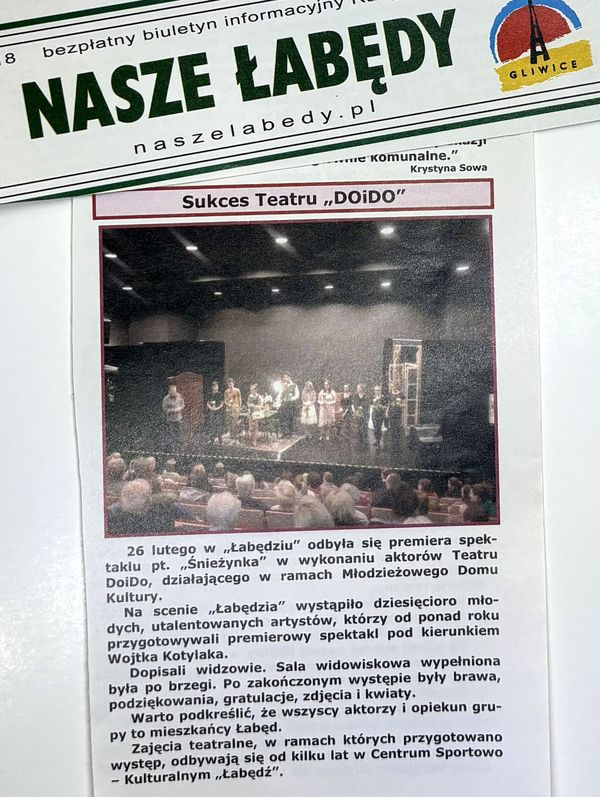 8 bezpłatny biuletyn informacyjny
NASZE ŁABĘDY
naszelabedy.pl
GLIWICE
komunalne."
Krystyna Sowa
Sukces Teatru „DOiDO"
26 lutego w „Łabędziu" odbyła się premiera spek-
taklu pt. „Śnieżynka" w wykonaniu aktorów Teatru
DoiDo, działającego w ramach Młodzieżowego Domu
Kultury.
Na scenie „Łabędzia" wystąpiło dziesięcioro mło-
dych, utalentowanych artystów, którzy od ponad roku
przygotowywali premierowy spektakl pod kierunkiem
Wojtka Kotylaka.
Dopisali widzowie. Sala widowiskowa wypełniona
była po brzegi. Po zakończonym występie były brawa,
podziękowania, gratulacje, zdjęcia i kwiaty.
Warto podkreślić, że wszyscy aktorzy i opiekun gru-
py to mieszkańcy Łabęd.
Zajęcia teatralne, w ramach których przygotowano
występ, odbywają się od kilku lat w Centrum Sportowo
– Kulturalnym „Łabędź".